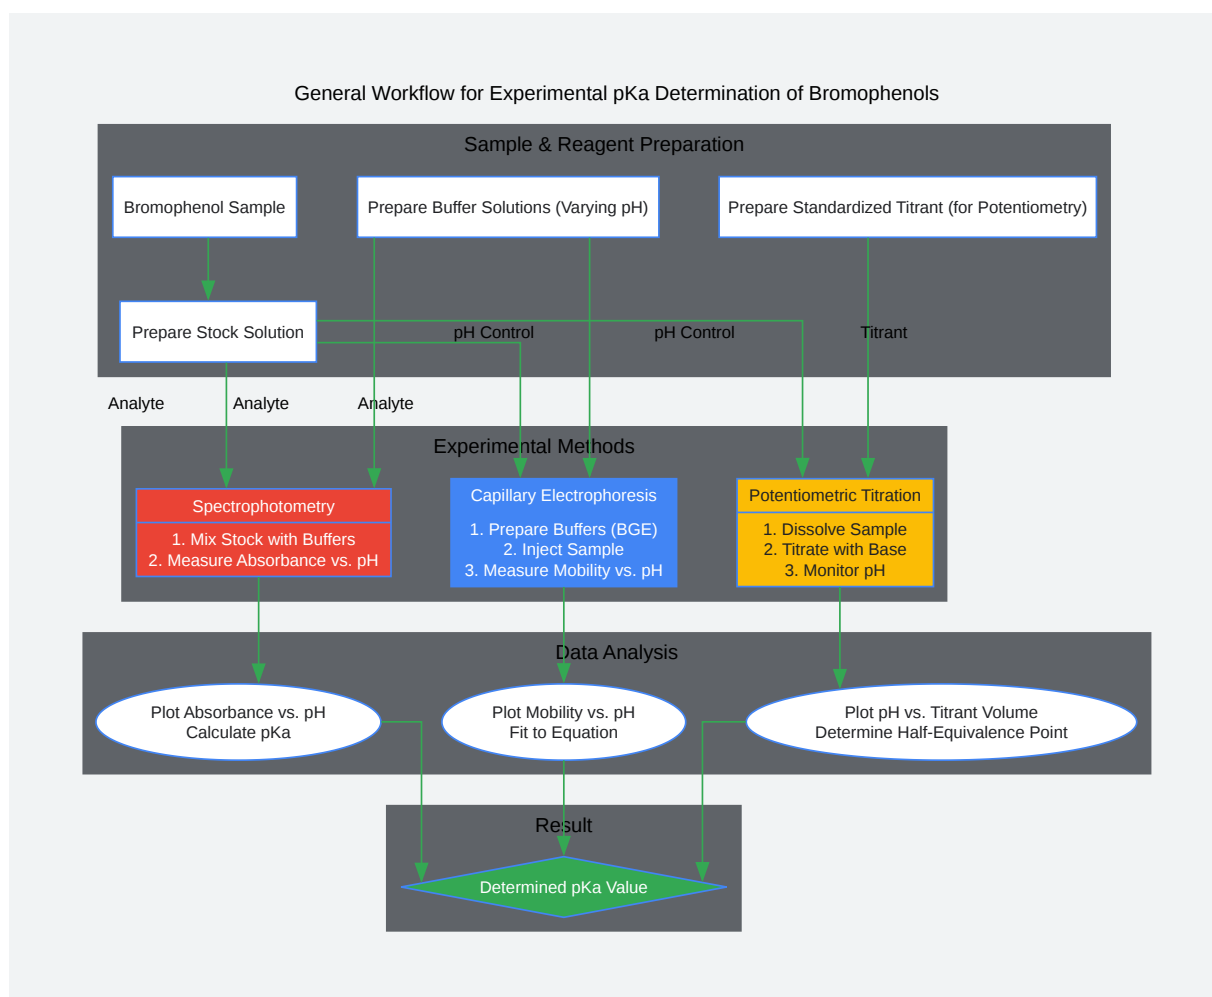 General Workflow for Experimental pKa Determination of Bromophenols
Sample & Reagent Preparation
Bromophenol Sample
Prepare Buffer Solutions (Varying pH)
Prepare Standardized Titrant (for Potentiometry)
Prepare Stock Solution
pH Control
pH Control
Titrant
Analyte
Analyte
Analyte
Experimental Methods
Spectrophotometry
1. Mix Stock with Buffers
2. Measure Absorbance vs. pH
Capillary Electrophoresis
1. Prepare Buffers (BGE)
2. Inject Sample
3. Measure Mobility vs. pH
Potentiometric Titration
1. Dissolve Sample
2. Titrate with Base
3. Monitor pH
Data Analysis
Plot Absorbance vs. pH
Calculate pKa
Plot Mobility vs. pH
Fit to Equation
Plot pH vs. Titrant Volume
Determine Half-Equivalence Point
Result
Determined pKa Value